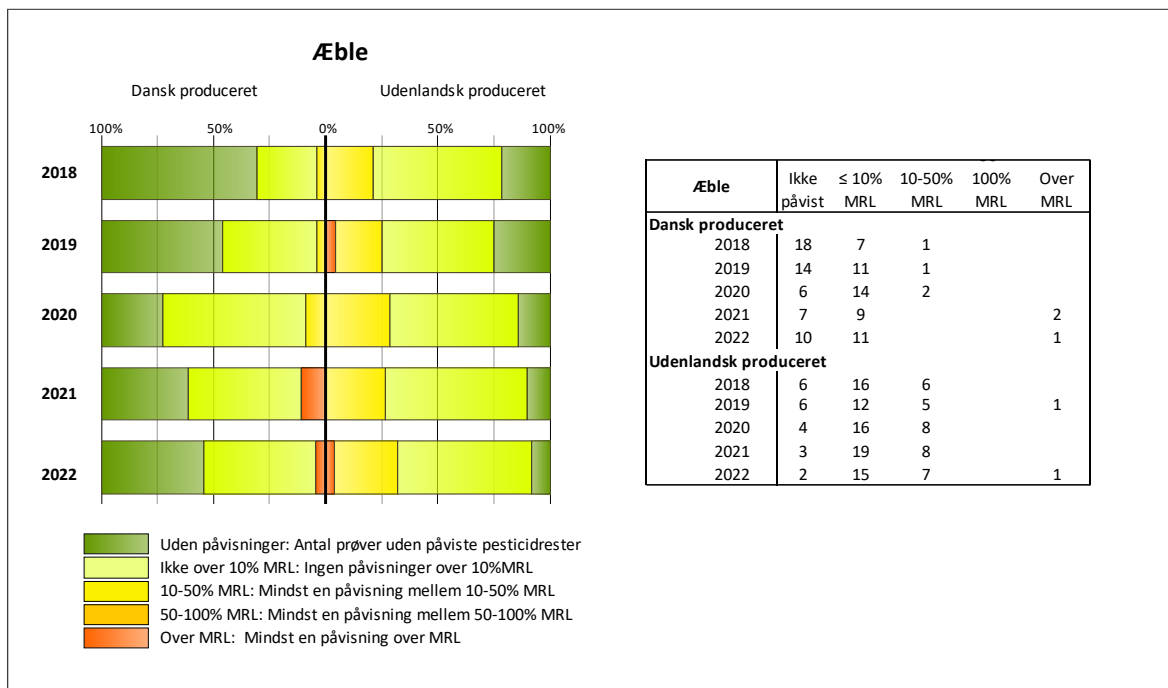 Æble
Dansk produceret Udenlandsk produceret
100% 50% 0% 50% 100%
2018
2019
2020
2021
2022
Uden påvisninger: Antal prøver uden påviste pesticidrester
Ikke over 10% MRL: Ingen påvisninger over 10%MRL
10-50% MRL: Mindst en påvisning mellem 10-50% MRL
50-100% MRL: Mindst en påvisning mellem 50-100% MRL
Over MRL: Mindst en påvisning over MRL
Æble Ikke påvist ≤ 10% MRL 10-50% MRL 100% MRL Over MRL
Dansk produceret
2018 18 7 1
2019 14 11 1
2020 6 14 2
2021 7 9 2
2022 10 11 1
Udenlandsk produceret
2018 6 16 6
2019 6 12 5 1
2020 4 16 8
2021 3 19 8
2022 2 15 7 1